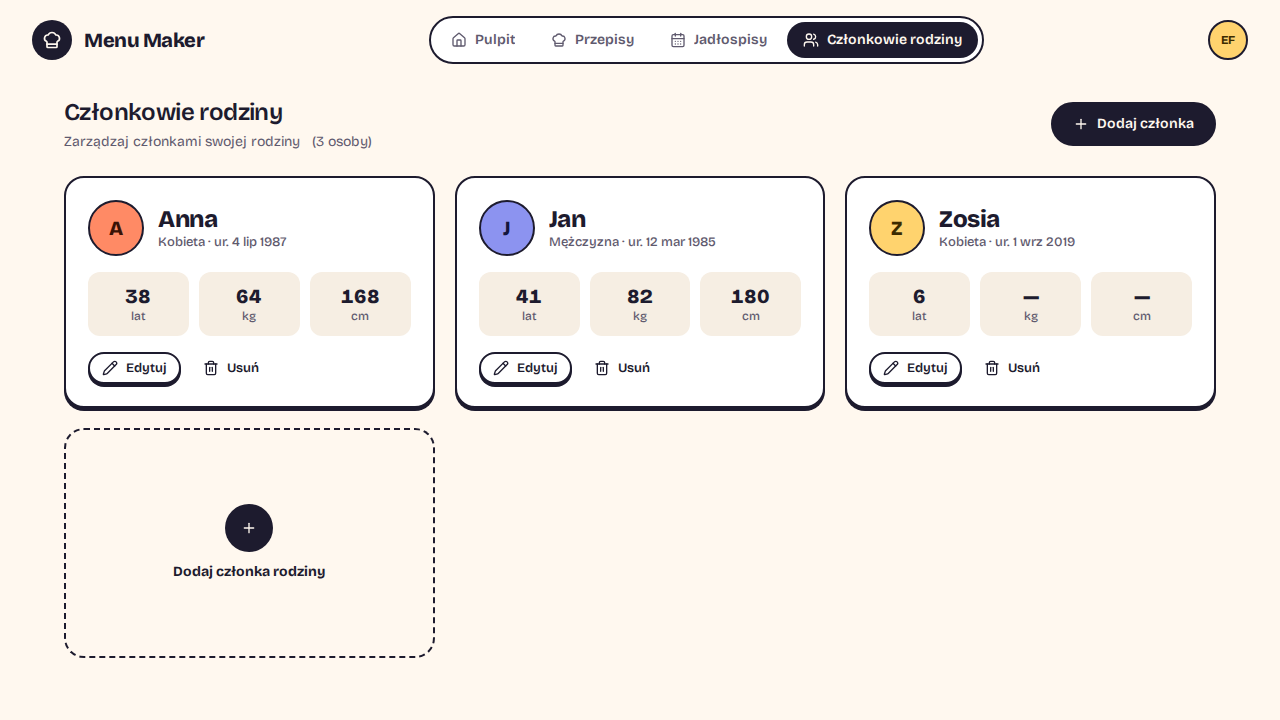 Menu Maker
Pulpit
Przepisy
Jadłospisy
Członkowie rodziny
EF
Członkowie rodziny
Zarządzaj członkami swojej rodziny (3 osoby)
Dodaj członka
A
Anna
Kobieta · ur. 4 lip 1987
38
lat
64
kg
168
cm
Edytuj
Usuń
J
Jan
Mężczyzna · ur. 12 mar 1985
41
lat
82
kg
180
cm
Edytuj
Usuń
Z
Zosia
Kobieta · ur. 1 wrz 2019
6
lat
—
kg
—
cm
Edytuj
Usuń
Dodaj członka rodziny